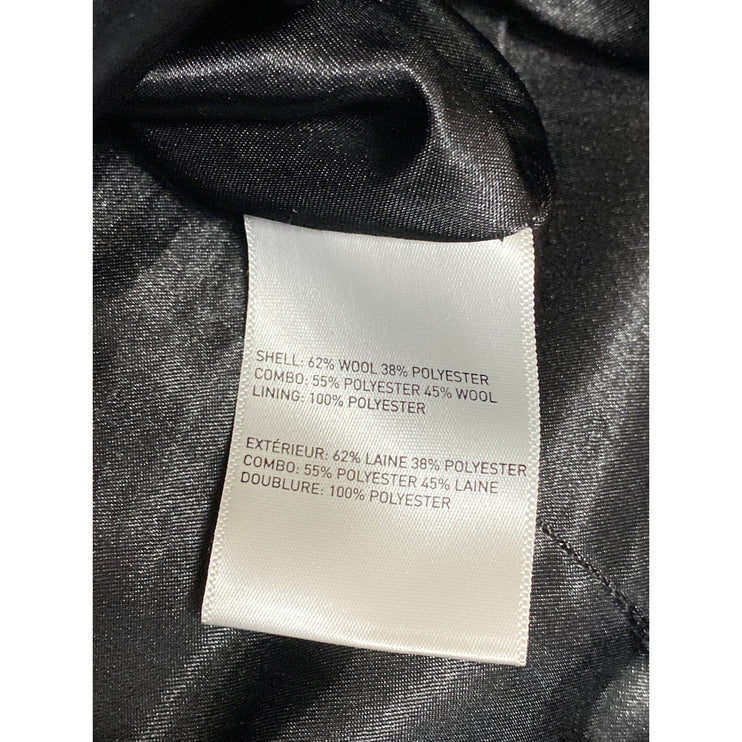 SHELL: 62% WOOL 38% POLYESTER
COMBO: 55% POLYESTER 45% WOOL
LINING: 100% POLYESTER
EXTÉRIEUR: 62% LAINE 38% POLYESTER
COMBO: 55% POLYESTER 45% LAINE
DOUBLURE: 100% POLYESTER